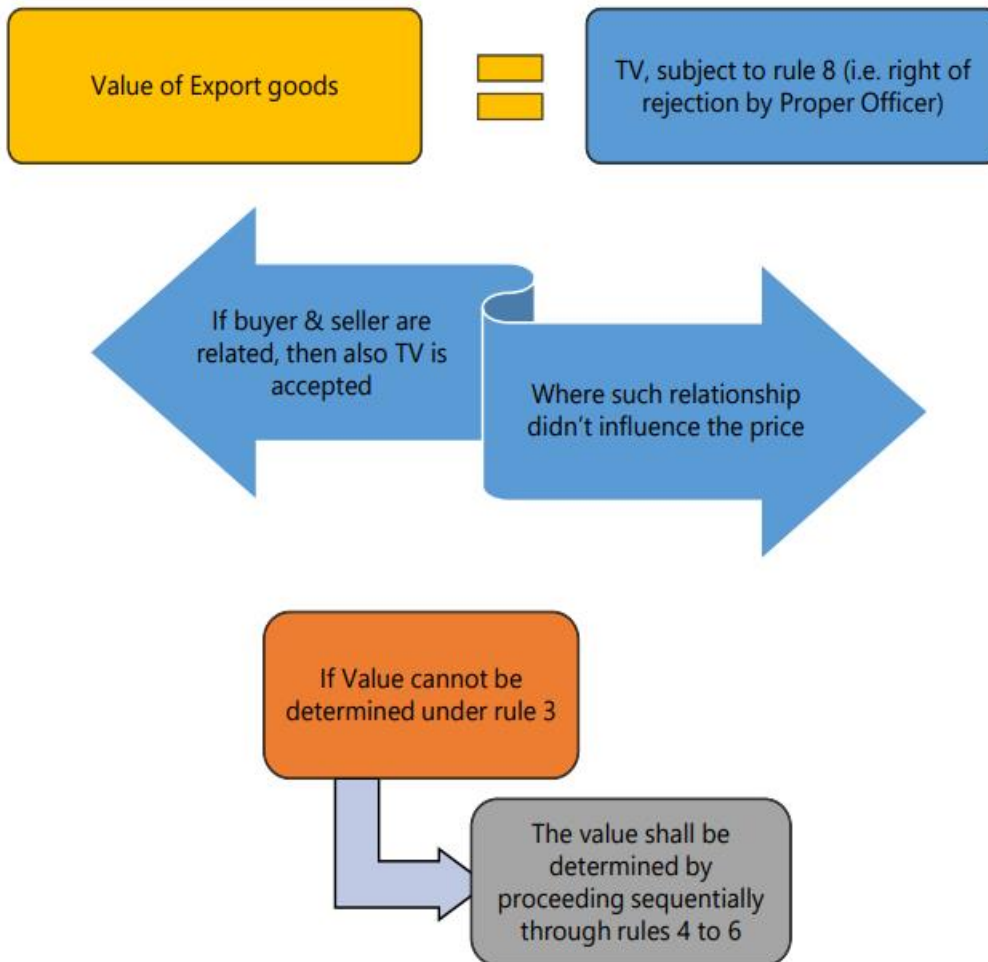 Value of Export goods
TV, subject to rule 8 (i.e. right of
rejection by Proper Officer)
If buyer & seller are
related, then also TV is
accepted
Where such relationship
didn't influence the price
If Value cannot be
determined under rule 3
The value shall be
determined by
proceeding sequentially
through rules 4 to 6